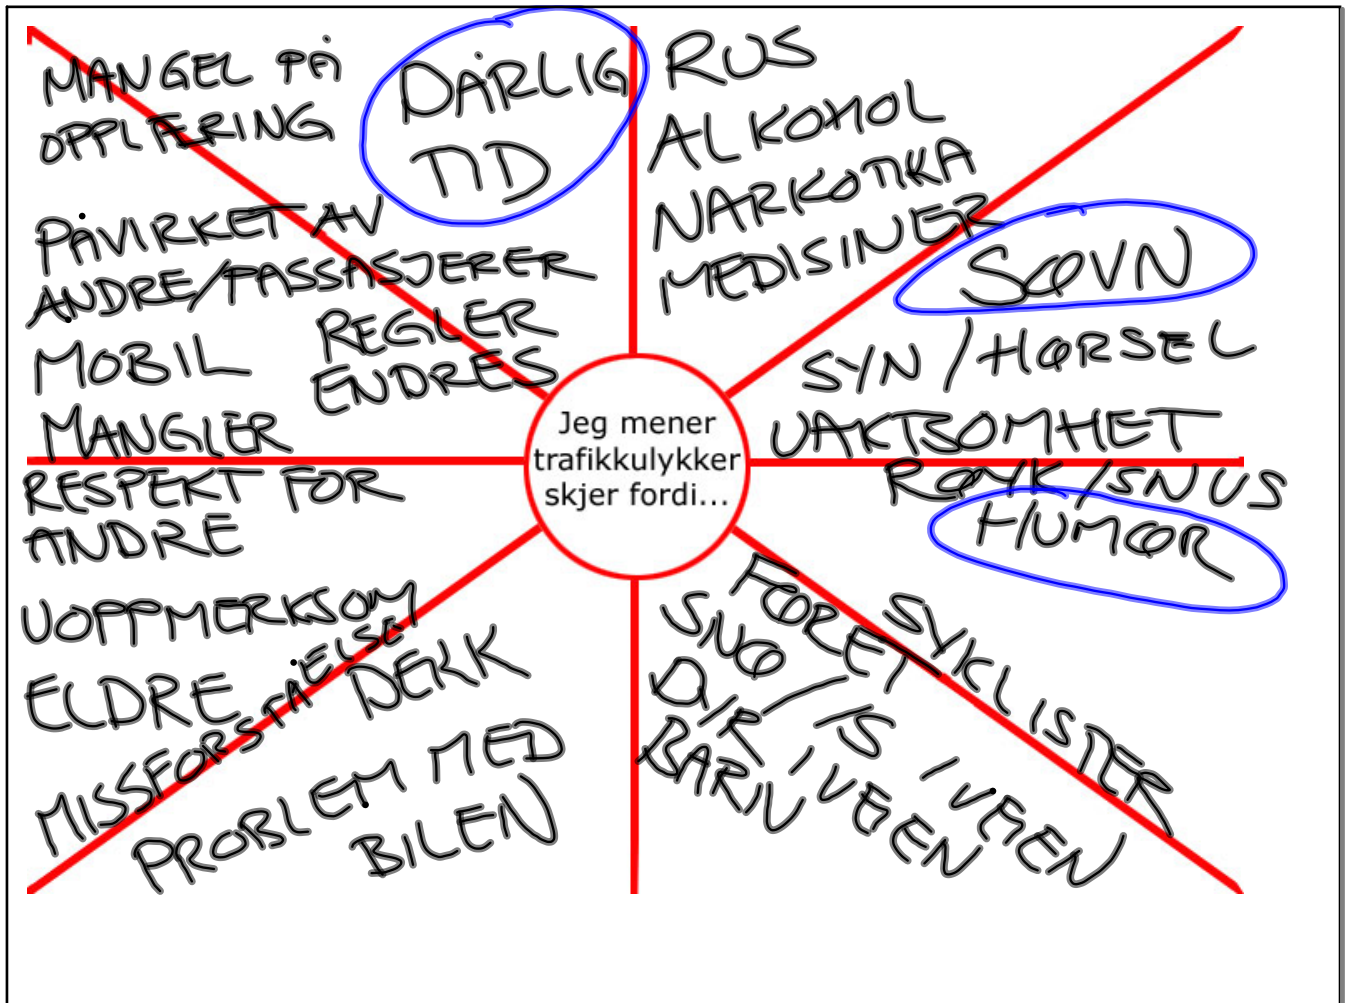 MANGEL PÅ
OPPLÆRING
DÅRLIG
TID
PÅVIRKET AV
ANDRE/PASSASJERER
MOBIL
REGLER
ENDRES
MANGLER
RESPEKT FOR
ANDRE
UOPPMERKSOM
ELDRE
MISSFORSTÅELSER
DEKK
PROBLEM MED
BILEN
Jeg mener
trafikkulykker
skjer fordi...
RUS
ALKOHOL
NARKOTIKA
MEDISINER
SØVN
SYN/HØRSEL
VAKTSOMHET
RØYK/SNUS
HUMØR
FØRET
SNØ/IS/VEIEN
DYR I VEIEN
BARN
SYKLISTER